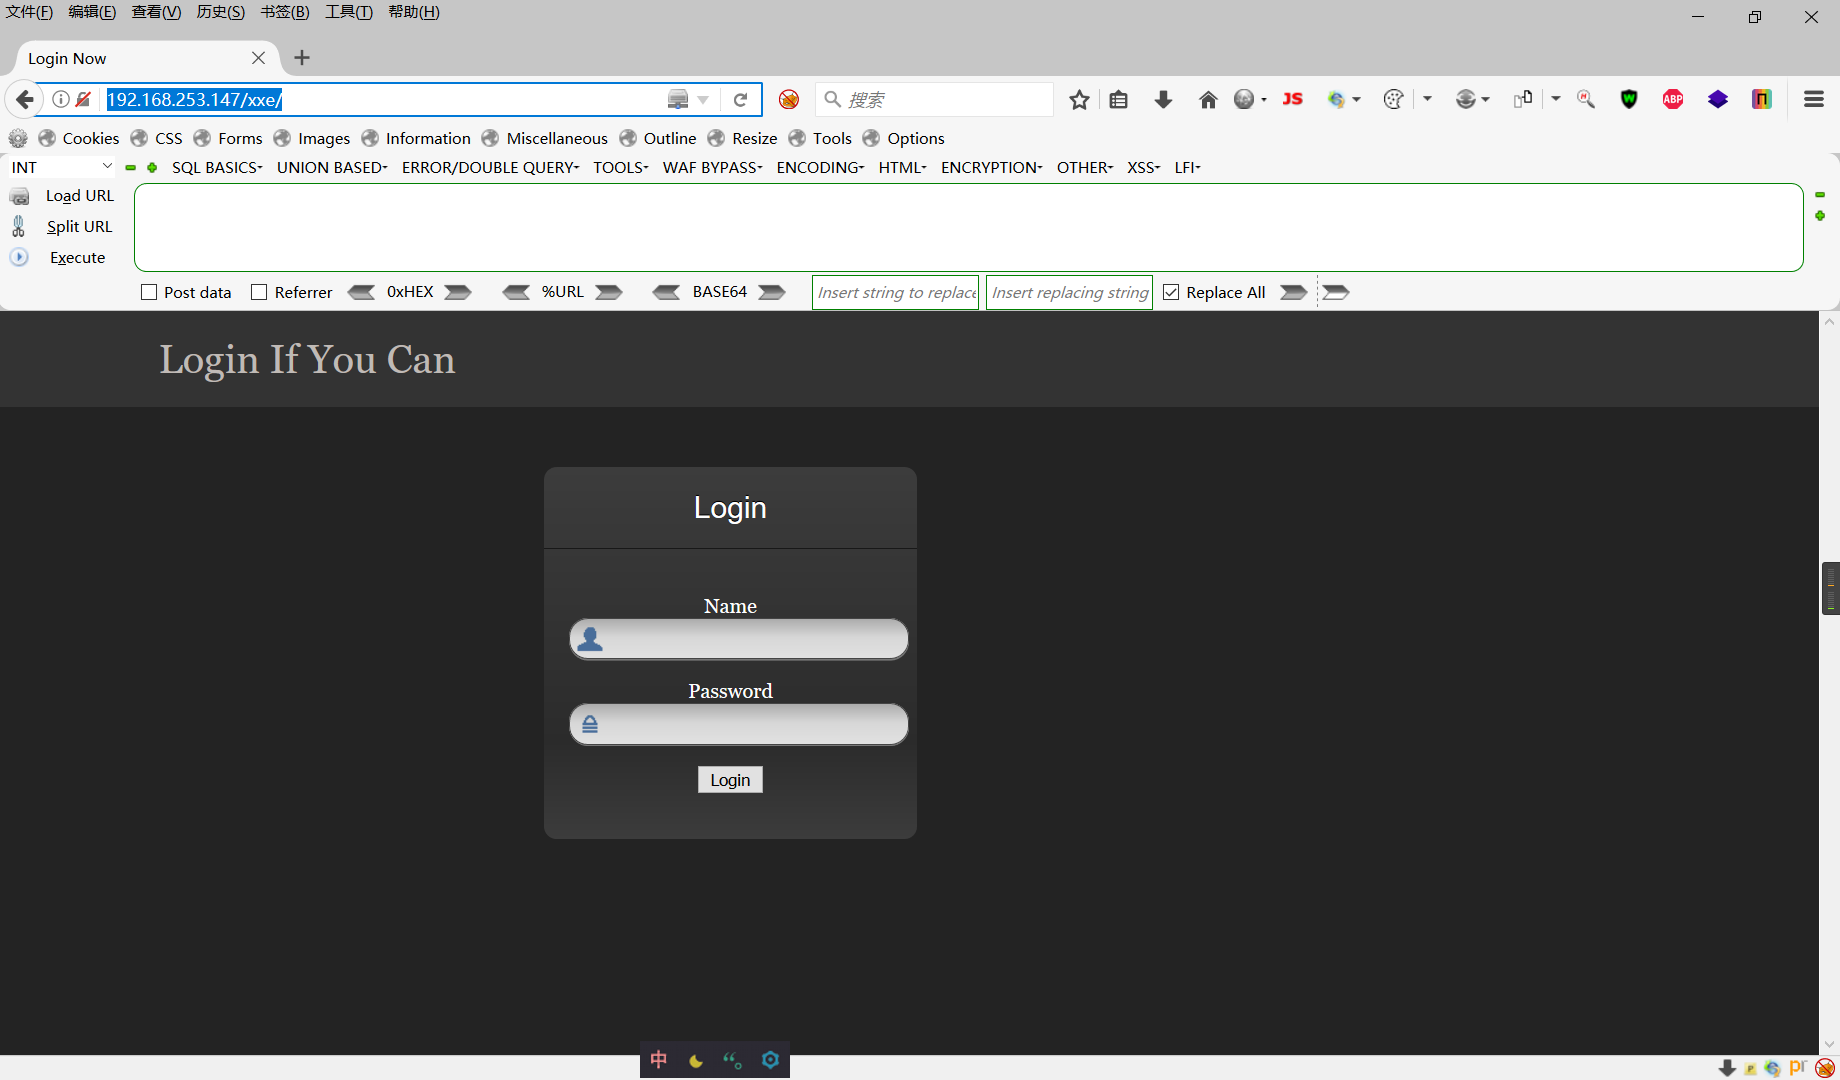 文件(F) 编辑(E) 查看(V) 历史(S) 书签(B) 工具(T) 帮助(H)
Login Now
192.168.253.147/xxe/ 搜索 JS ABP
Cookies CSS Forms Images Information Miscellaneous Outline Resize Tools Options
INT SQL BASICS UNION BASED ERROR/DOUBLE QUERY TOOLS WAF BYPASS ENCODING HTML ENCRYPTION OTHER XSS LFI
Load URL
Split URL
Execute
Post data Referrer 0xHEX %URL BASE64 Insert string to replace Insert replacing string Replace All
Login If You Can
Login
Name
Password
Login
中
pr